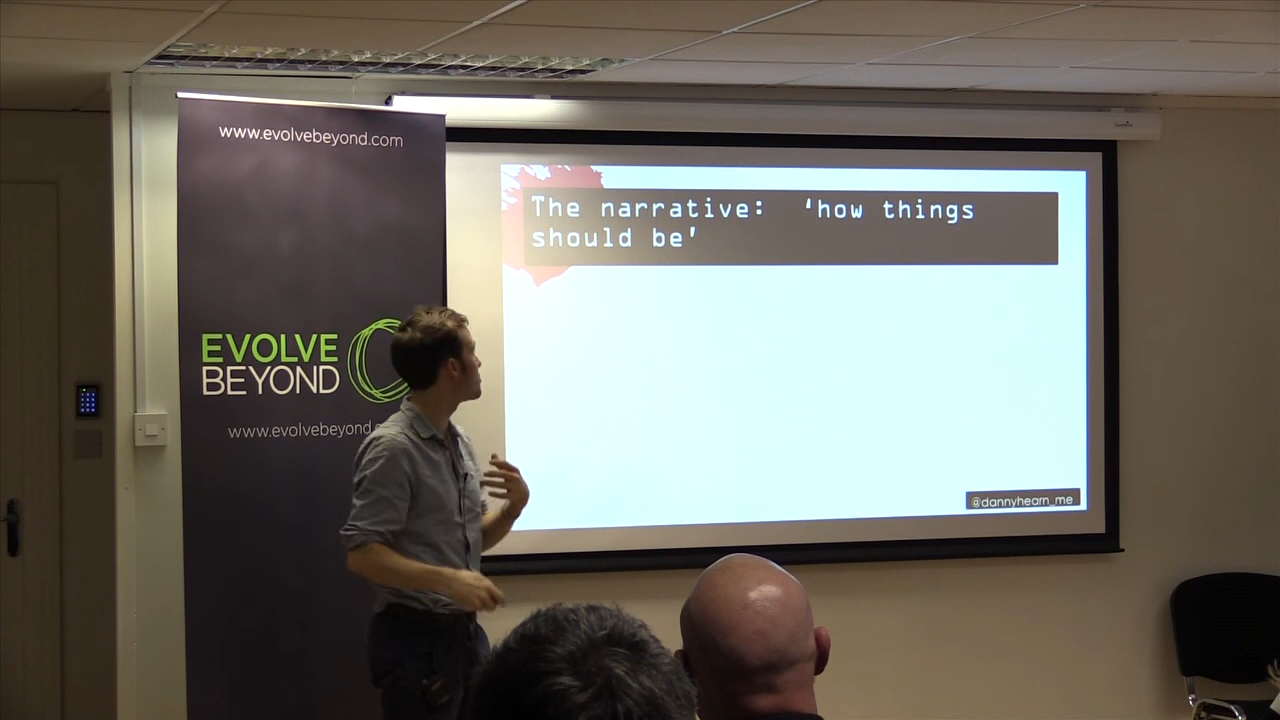 www.evolvebeyond.com
EVOLVE
BEYOND
www.evolvebeyond.
The narrative:  ‘how things
should be’
@dannyhearn_me